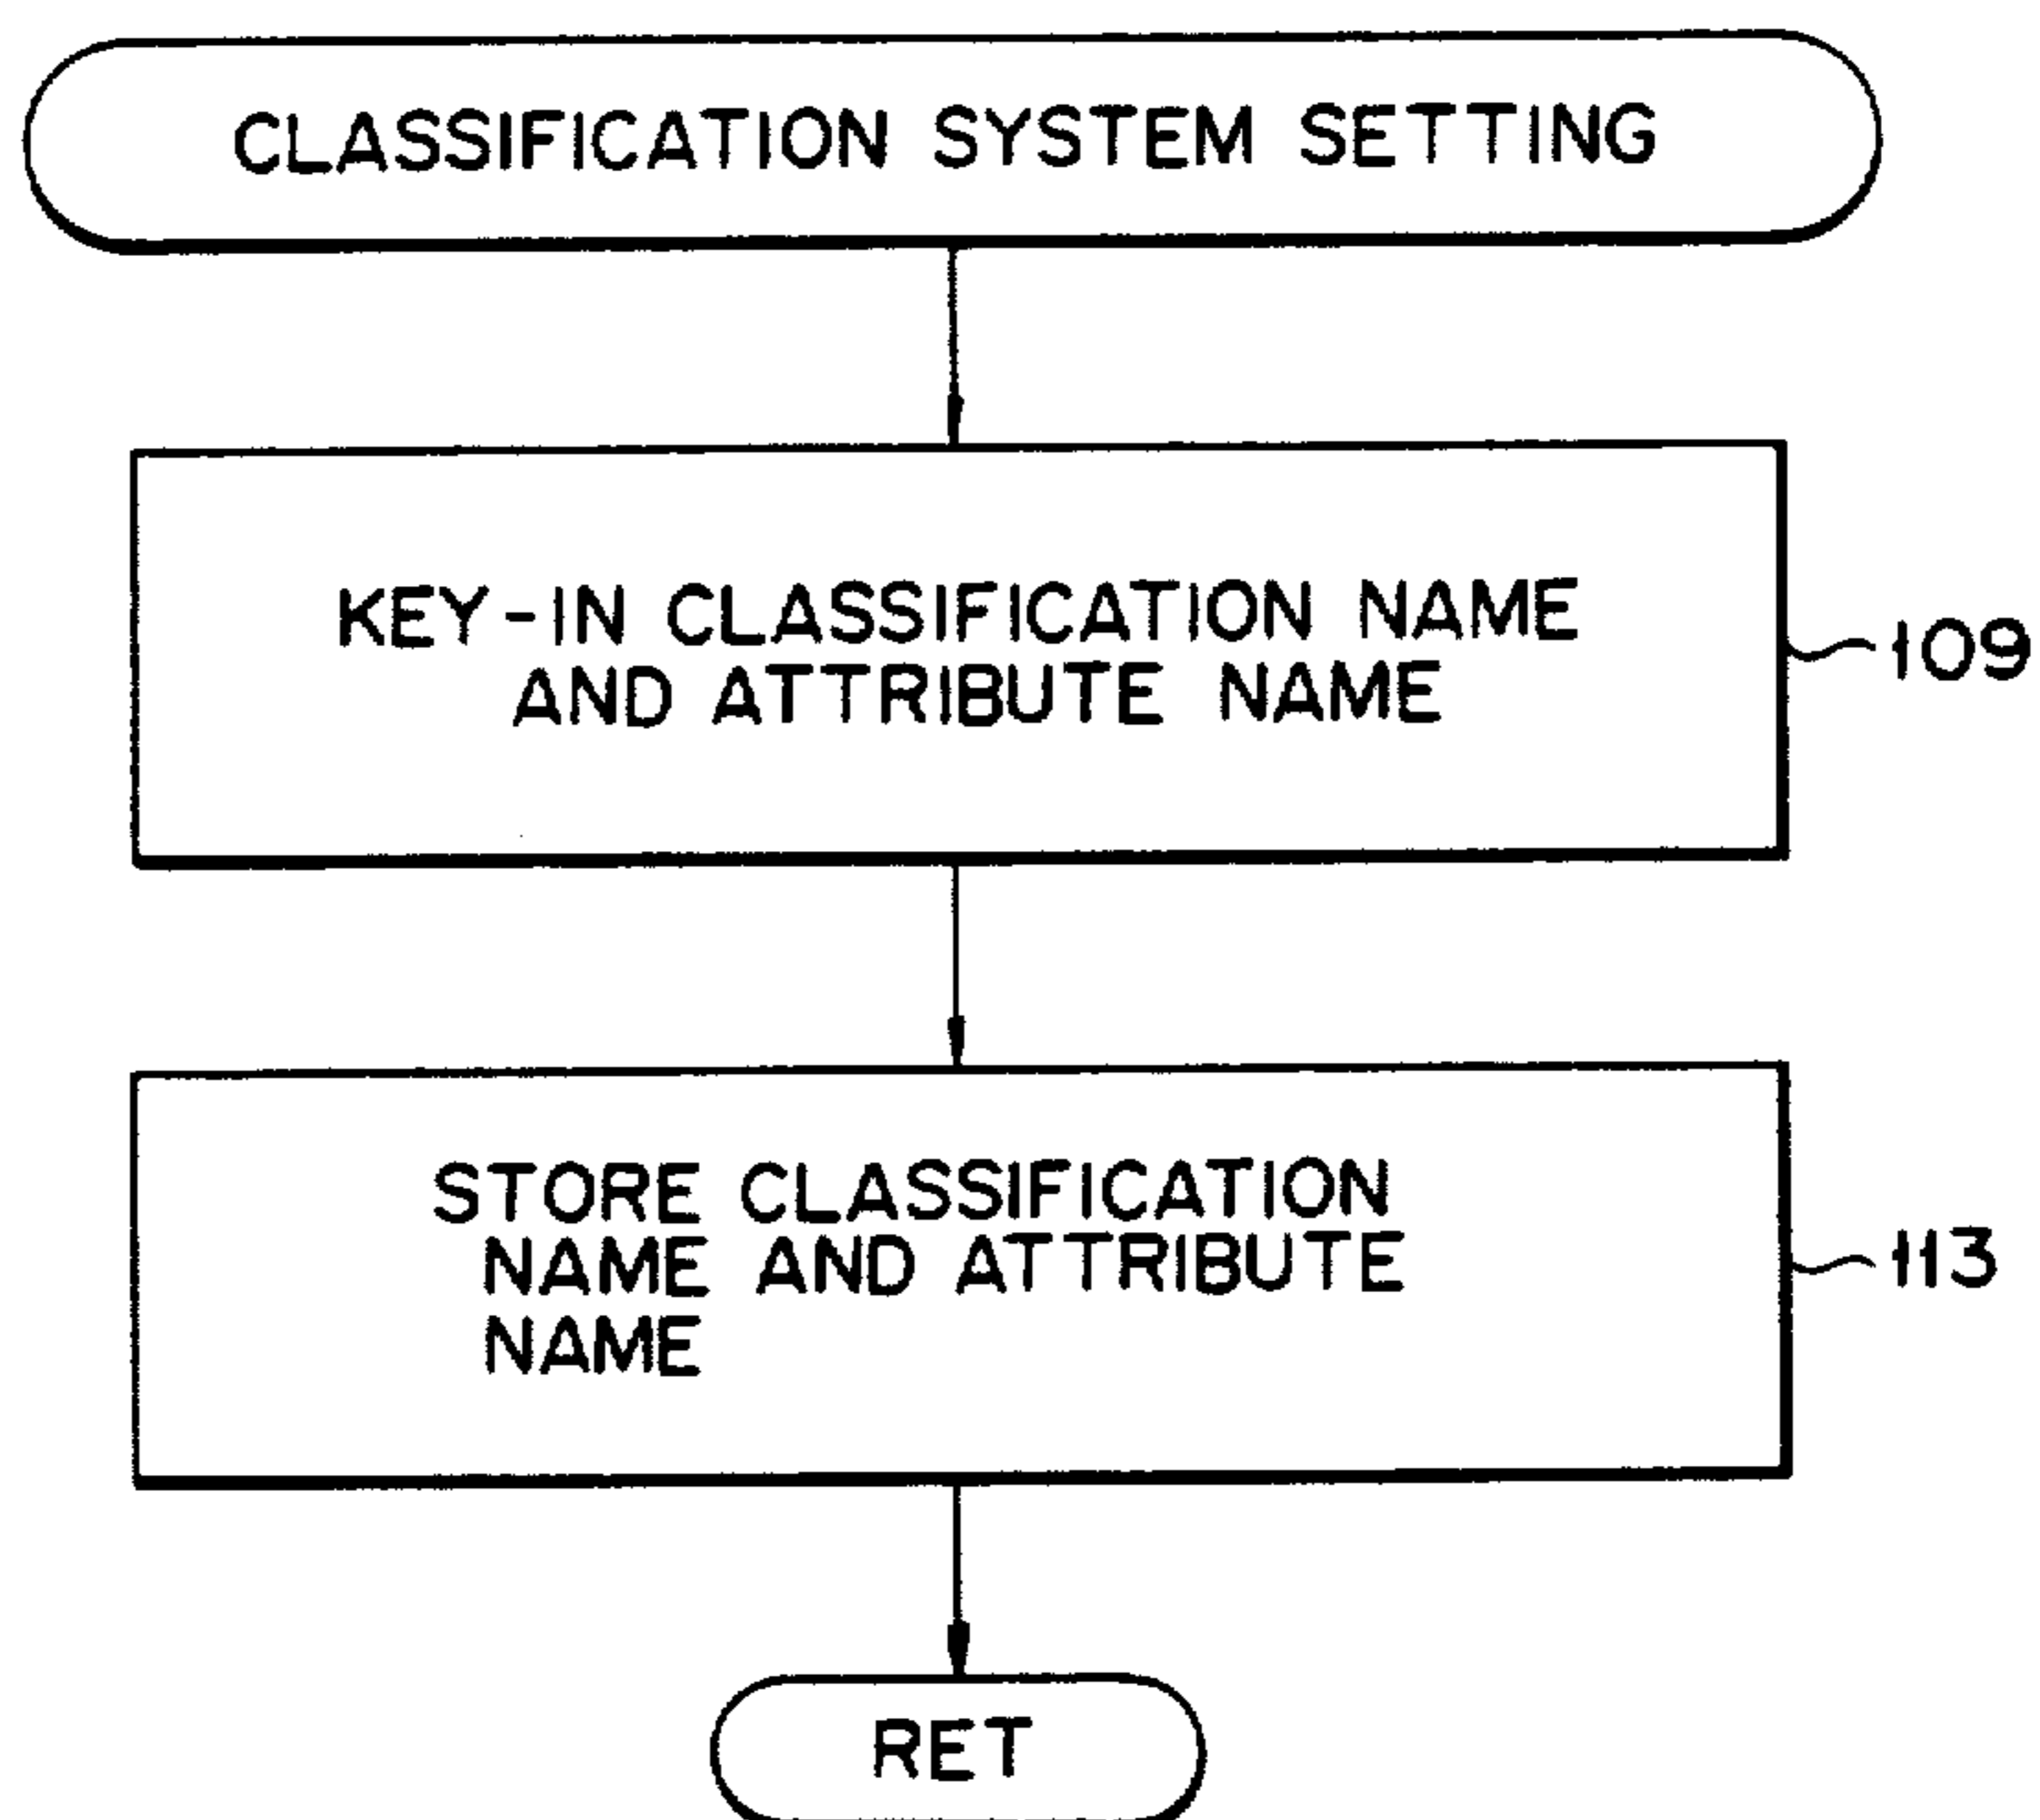 CLASSIFICATION SYSTEM SETTING
KEY-IN CLASSIFICATION NAME
AND ATTRIBUTE NAME
109
STORE CLASSIFICATION
NAME AND ATTRIBUTE
NAME
113
RET